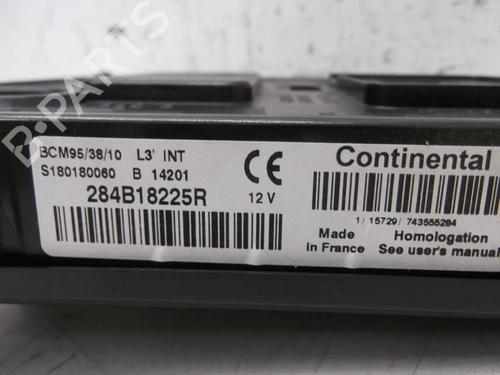 B-PARTS
BCM95/38/10 L3' INT
S180180060 B 14201
284B18225R
12 V
CE
Continental
1/ 15729/ 743555284
Made in France
Homologation
See user's manual